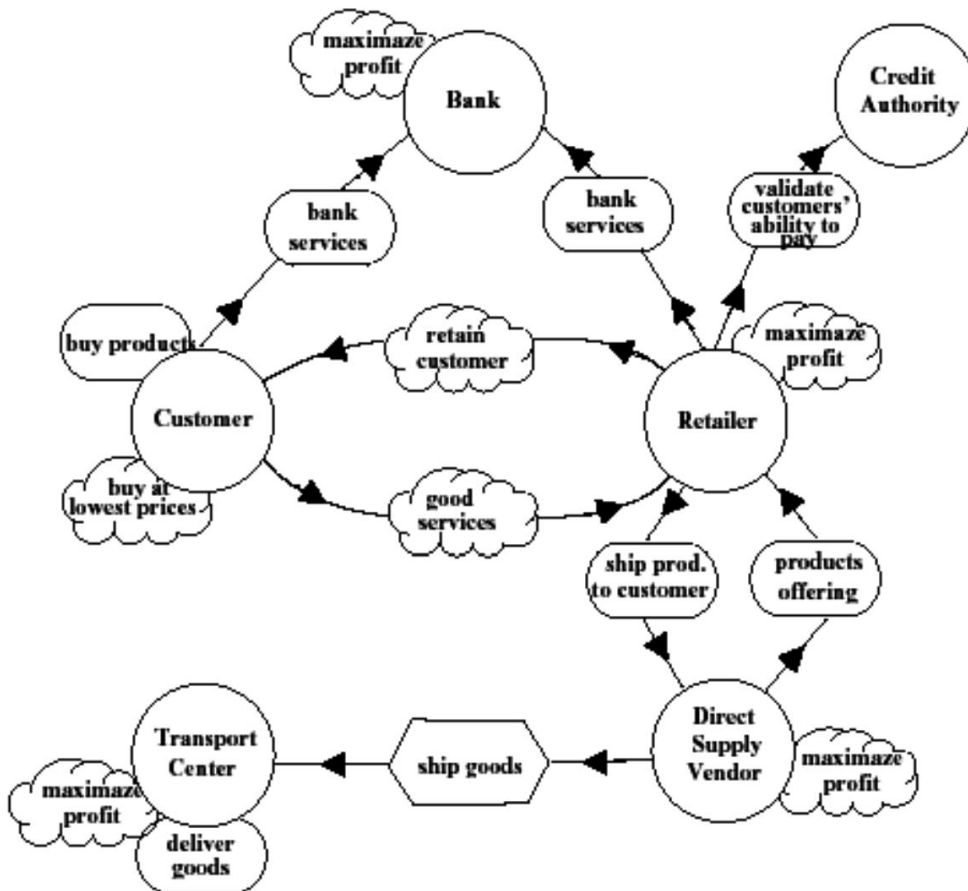 maximaze
profit
Bank
Credit
Authority
bank
services
bank
services
validate
customers'
ability to
pay
buy products
retain
customer
maximaze
profit
Customer
Retailer
buy at
lowest prices
good
services
ship prod.
to customer
products
offering
Transport
Center
ship goods
Direct
Supply
Vendor
maximaze
profit
maximaze
profit
deliver
goods